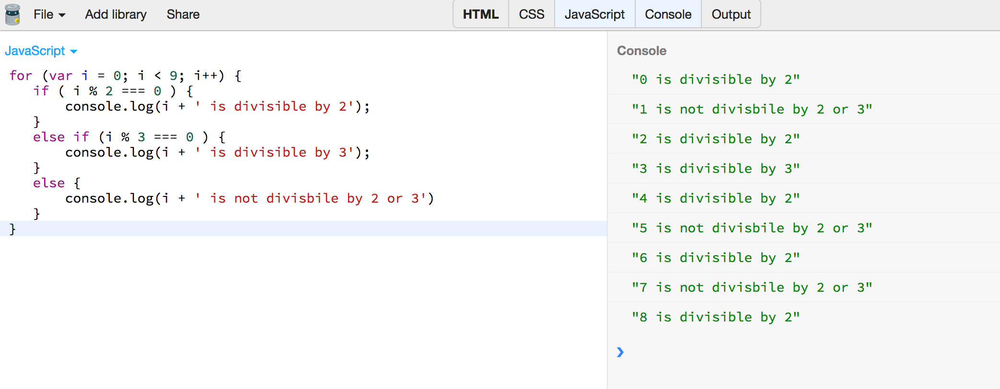 File Add library Share HTML CSS JavaScript Console Output
JavaScript
for (var i = 0; i < 9; i++) {
   if ( i % 2 === 0 ) {
       console.log(i + ' is divisible by 2');
   }
   else if (i % 3 === 0 ) {
       console.log(i + ' is divisible by 3');
   }
   else {
       console.log(i + ' is not divisbile by 2 or 3')
   }
}
Console
"0 is divisible by 2"
"1 is not divisbile by 2 or 3"
"2 is divisible by 2"
"3 is divisible by 3"
"4 is divisible by 2"
"5 is not divisbile by 2 or 3"
"6 is divisible by 2"
"7 is not divisbile by 2 or 3"
"8 is divisible by 2"